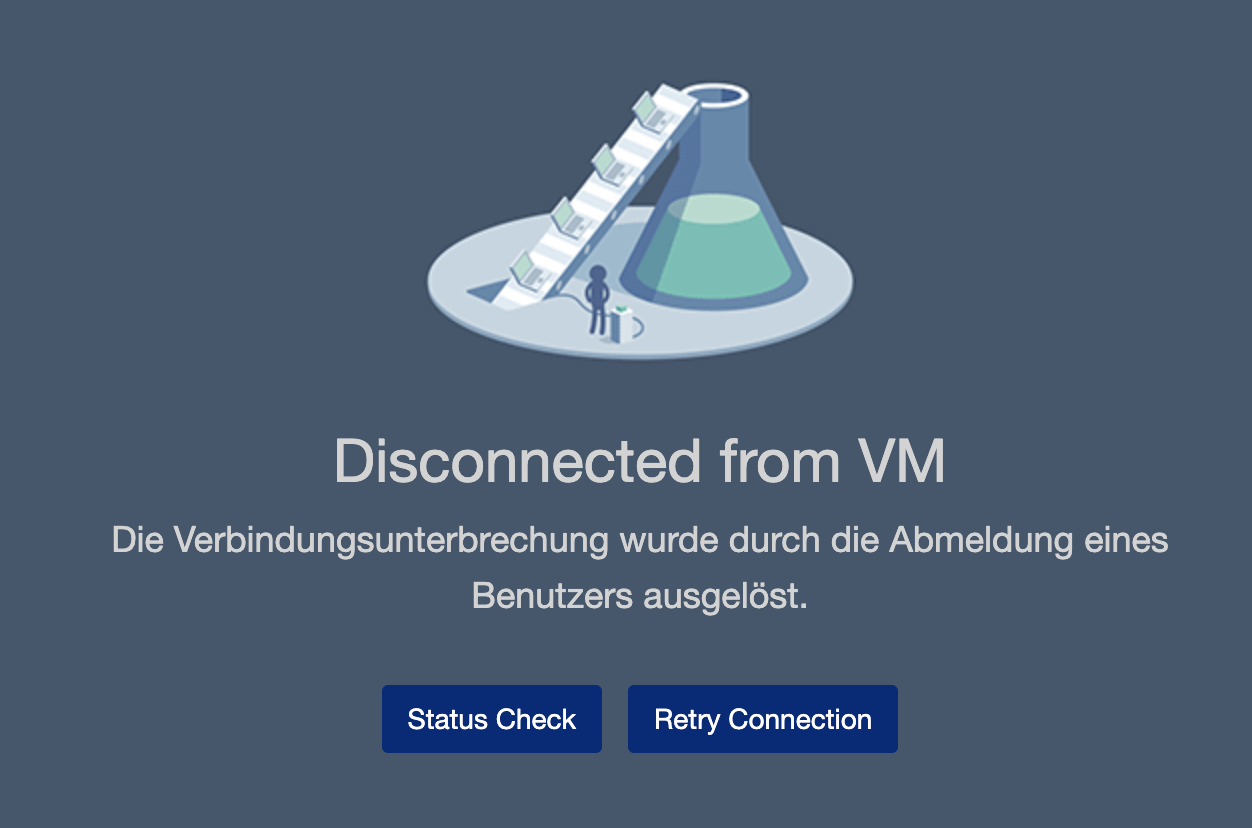 Disconnected from VM
Die Verbindungsunterbrechung wurde durch die Abmeldung eines
Benutzers ausgelöst.
Status Check
Retry Connection